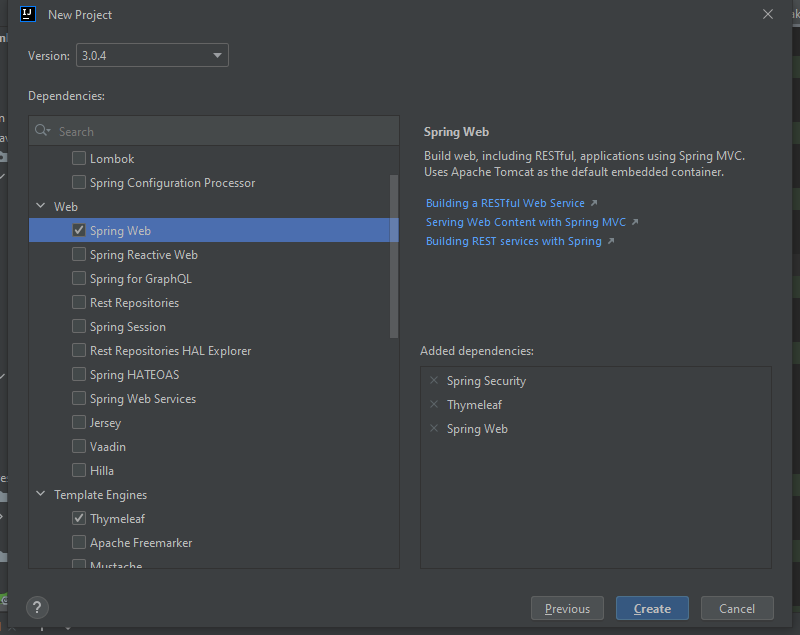 New Project
Version: 3.0.4
Dependencies:
Search
Lombok
Spring Configuration Processor
Web
Spring Web
Spring Reactive Web
Spring for GraphQL
Rest Repositories
Spring Session
Rest Repositories HAL Explorer
Spring HATEOAS
Spring Web Services
Jersey
Vaadin
Hilla
Template Engines
Thymeleaf
Apache Freemarker
Mustache
Spring Web
Build web, including RESTful, applications using Spring MVC.
Uses Apache Tomcat as the default embedded container.
Building a RESTful Web Service
Serving Web Content with Spring MVC
Building REST services with Spring
Added dependencies:
Spring Security
Thymeleaf
Spring Web
?
Previous
Create
Cancel